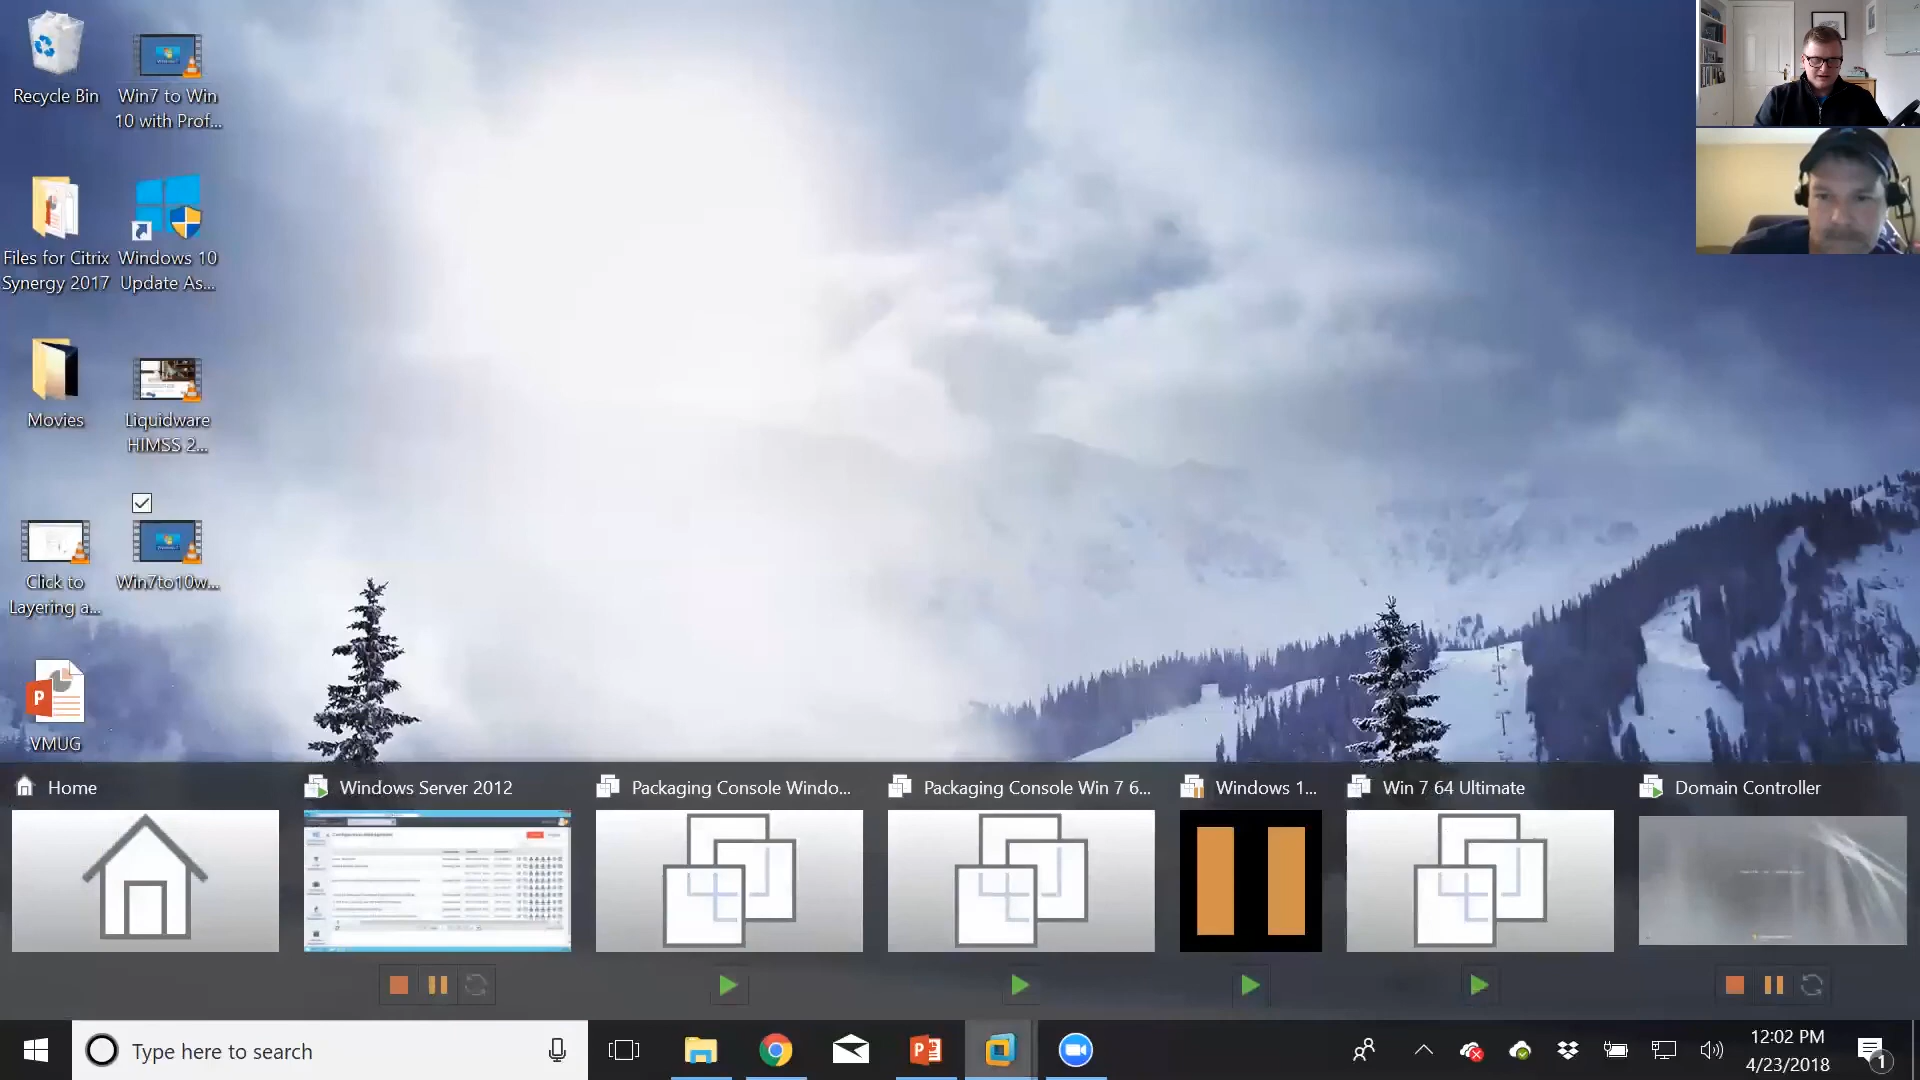 Recycle Bin
Win7 to Win
10 with Prof...
Files for Citrix
Synergy 2017
Windows 10
Update As...
Movies
Liquidware
HIMSS 2...
Click to
Layering a...
Win7to10w...
VMUG
Home
Windows Server 2012
Packaging Console Windo...
Packaging Console Win 7 6...
Windows 1...
Win 7 64 Ultimate
Domain Controller
Type here to search
12:02 PM
4/23/2018
1